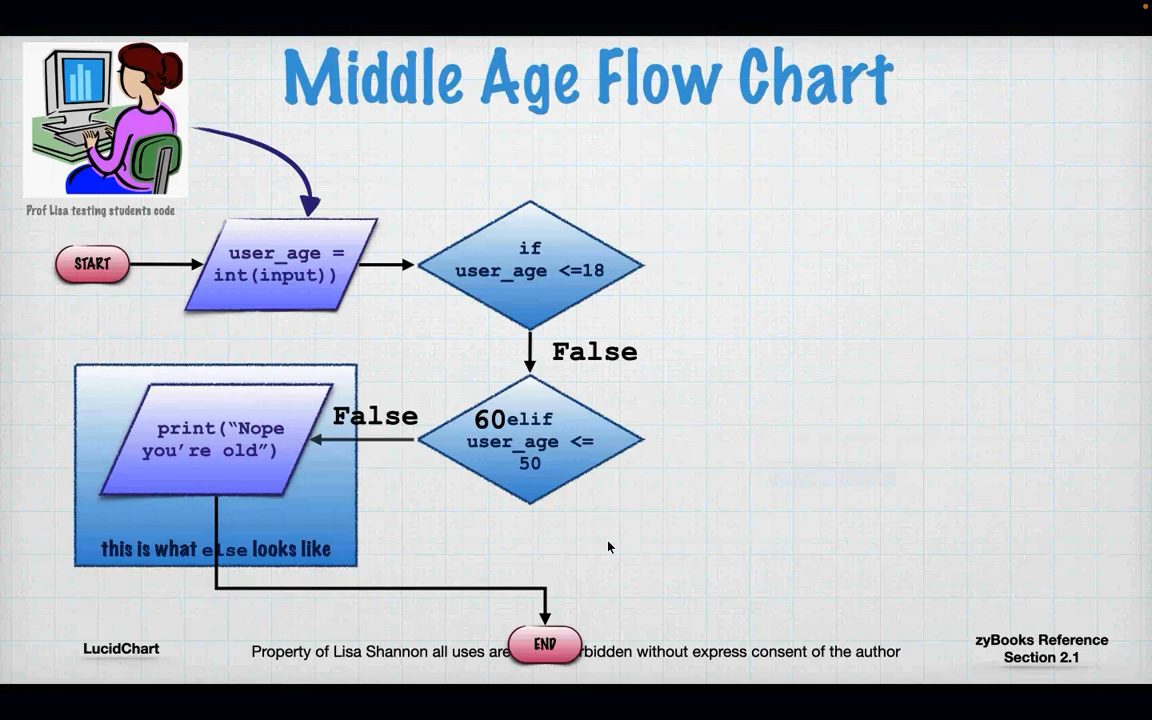 Middle Age Flow Chart
Prof Lisa testing students code
START
user_age =
int(input))
if
user_age <=18
False
60
elif
user_age <=
50
False
print(“Nope
you’re old”)
this is what else looks like
END
LucidChart
Property of Lisa Shannon all uses are rbidden without express consent of the author
zyBooks Reference
Section 2.1